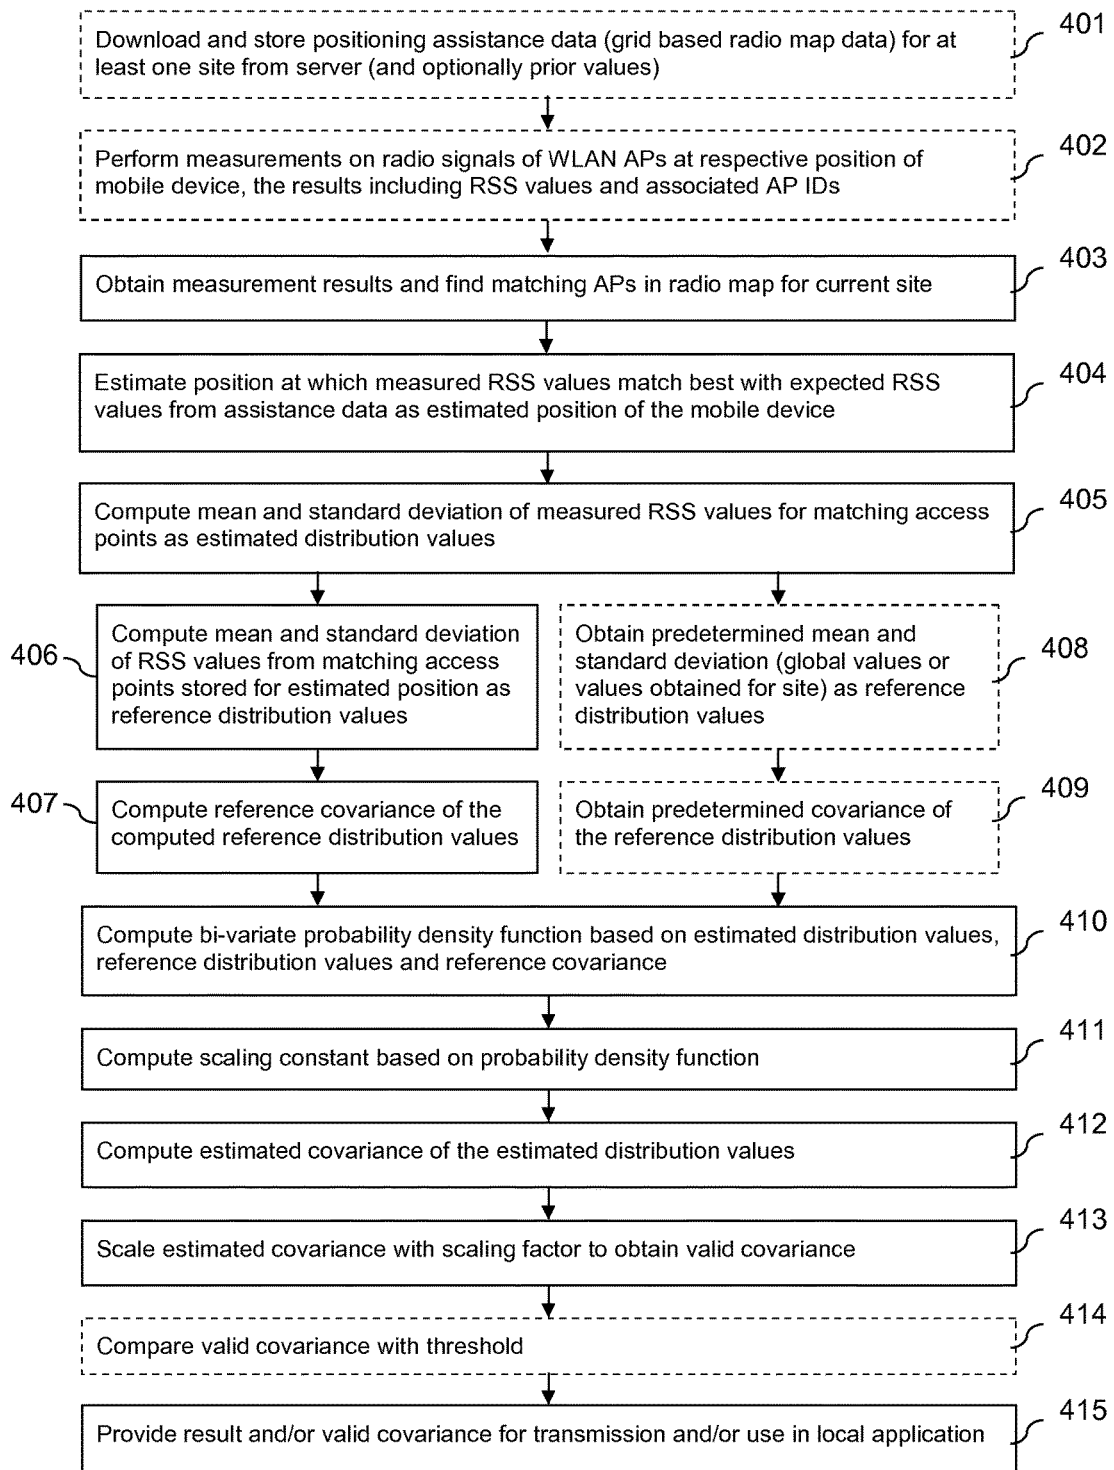 401
Download and store positioning assistance data (grid based radio map data) for at
least one site from server (and optionally prior values)
402
Perform measurements on radio signals of WLAN APs at respective position of
mobile device, the results including RSS values and associated AP IDs
403
Obtain measurement results and find matching APs in radio map for current site
404
Estimate position at which measured RSS values match best with expected RSS
values from assistance data as estimated position of the mobile device
405
Compute mean and standard deviation of measured RSS values for matching access
points as estimated distribution values
406
Compute mean and standard deviation
of RSS values from matching access
points stored for estimated position as
reference distribution values
408
Obtain predetermined mean and
standard deviation (global values or
values obtained for site) as reference
distribution values
407
Compute reference covariance of the
computed reference distribution values
409
Obtain predetermined covariance of
the reference distribution values
410
Compute bi-variate probability density function based on estimated distribution values,
reference distribution values and reference covariance
411
Compute scaling constant based on probability density function
412
Compute estimated covariance of the estimated distribution values
413
Scale estimated covariance with scaling factor to obtain valid covariance
414
Compare valid covariance with threshold
415
Provide result and/or valid covariance for transmission and/or use in local application